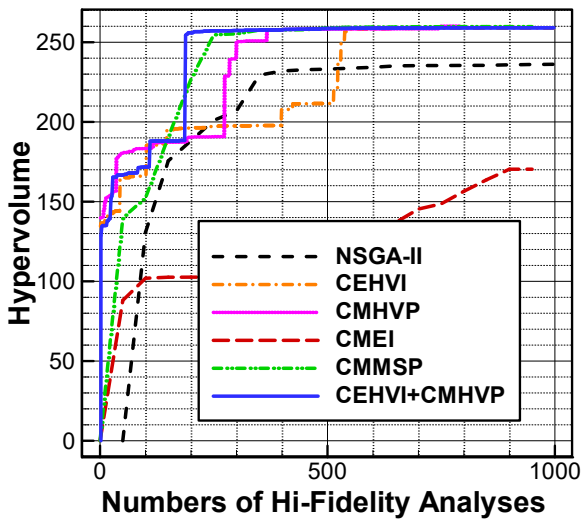 Hypervolume
250
200
150
100
50
0
NSGA-II
CEHVI
CMHVP
CMEI
CMMSP
CEHVI+CMHVP
0 500 1000
Numbers of Hi-Fidelity Analyses